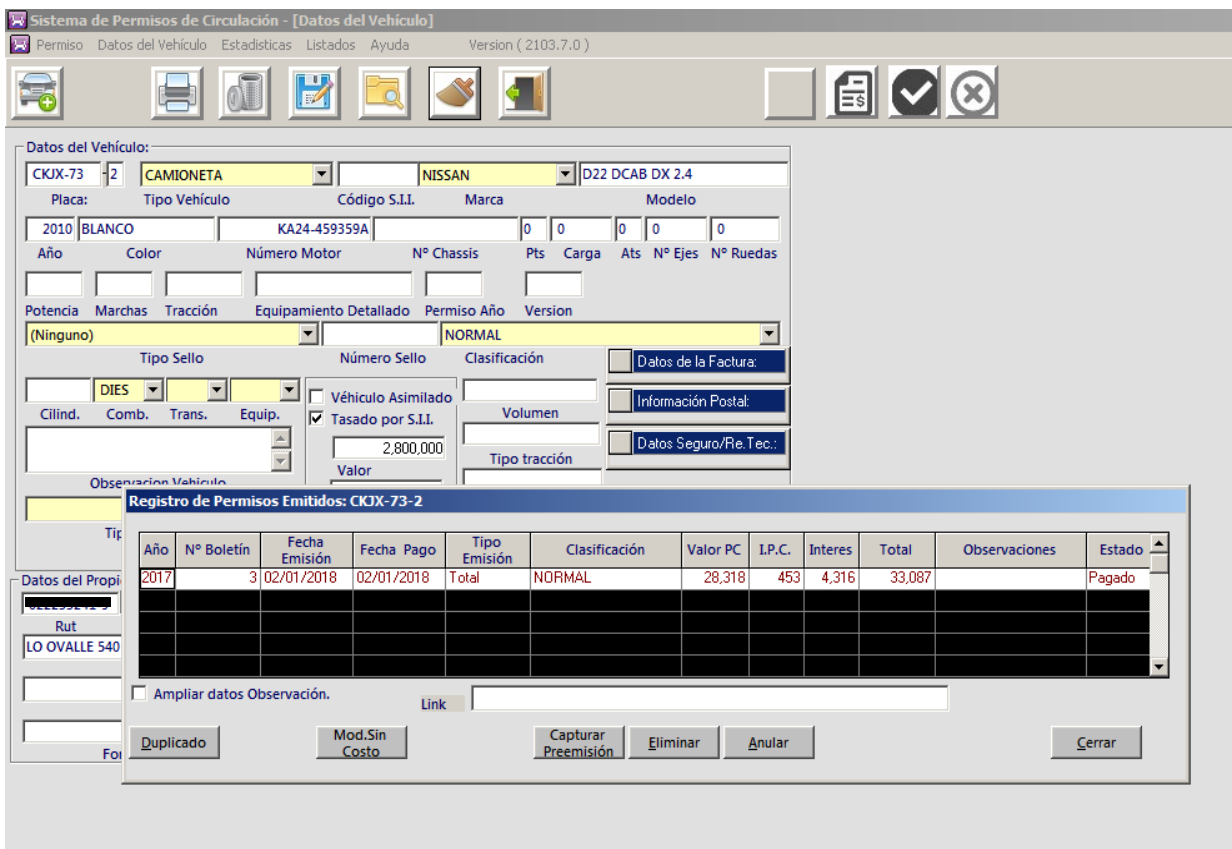 Sistema de Permisos de Circulación - [Datos del Vehículo]
Permiso Datos del Vehículo Estadisticas Listados Ayuda Version ( 2103.7.0 )
Datos del Vehículo:
CKJX-73 - 2 CAMIONETA NISSAN D22 DCAB DX 2.4
Placa: Tipo Vehículo Código S.I.I. Marca Modelo
2010 BLANCO KA24-459359A 0 0 0 0 0
Año Color Número Motor Nº Chassis Pts Carga Ats Nº Ejes Nº Ruedas
Potencia Marchas Tracción Equipamiento Detallado Permiso Año Version
(Ninguno) NORMAL
Tipo Sello Número Sello Clasificación
Datos de la Factura:
DIES
Véhiculo Asimilado
Información Postal:
Cilind. Comb. Trans. Equip.
Tasado por S.I.I.
Volumen
2,800,000
Datos Seguro/Re.Tec.:
Valor
Tipo tracción
Observacion Vehiculo
Registro de Permisos Emitidos: CKJX-73-2
Tip
Año Nº Boletín Fecha Emisión Fecha Pago Tipo Emisión Clasificación Valor PC I.P.C. Interes Total Observaciones Estado
2017 3 02/01/2018 02/01/2018 Total NORMAL 28,318 453 4,316 33,087 Pagado
Datos del Propi
Rut
LO OVALLE 540
Ampliar datos Observación.
Link
Duplicado Mod.Sin Costo Capturar Preemisión Eliminar Anular Cerrar
For